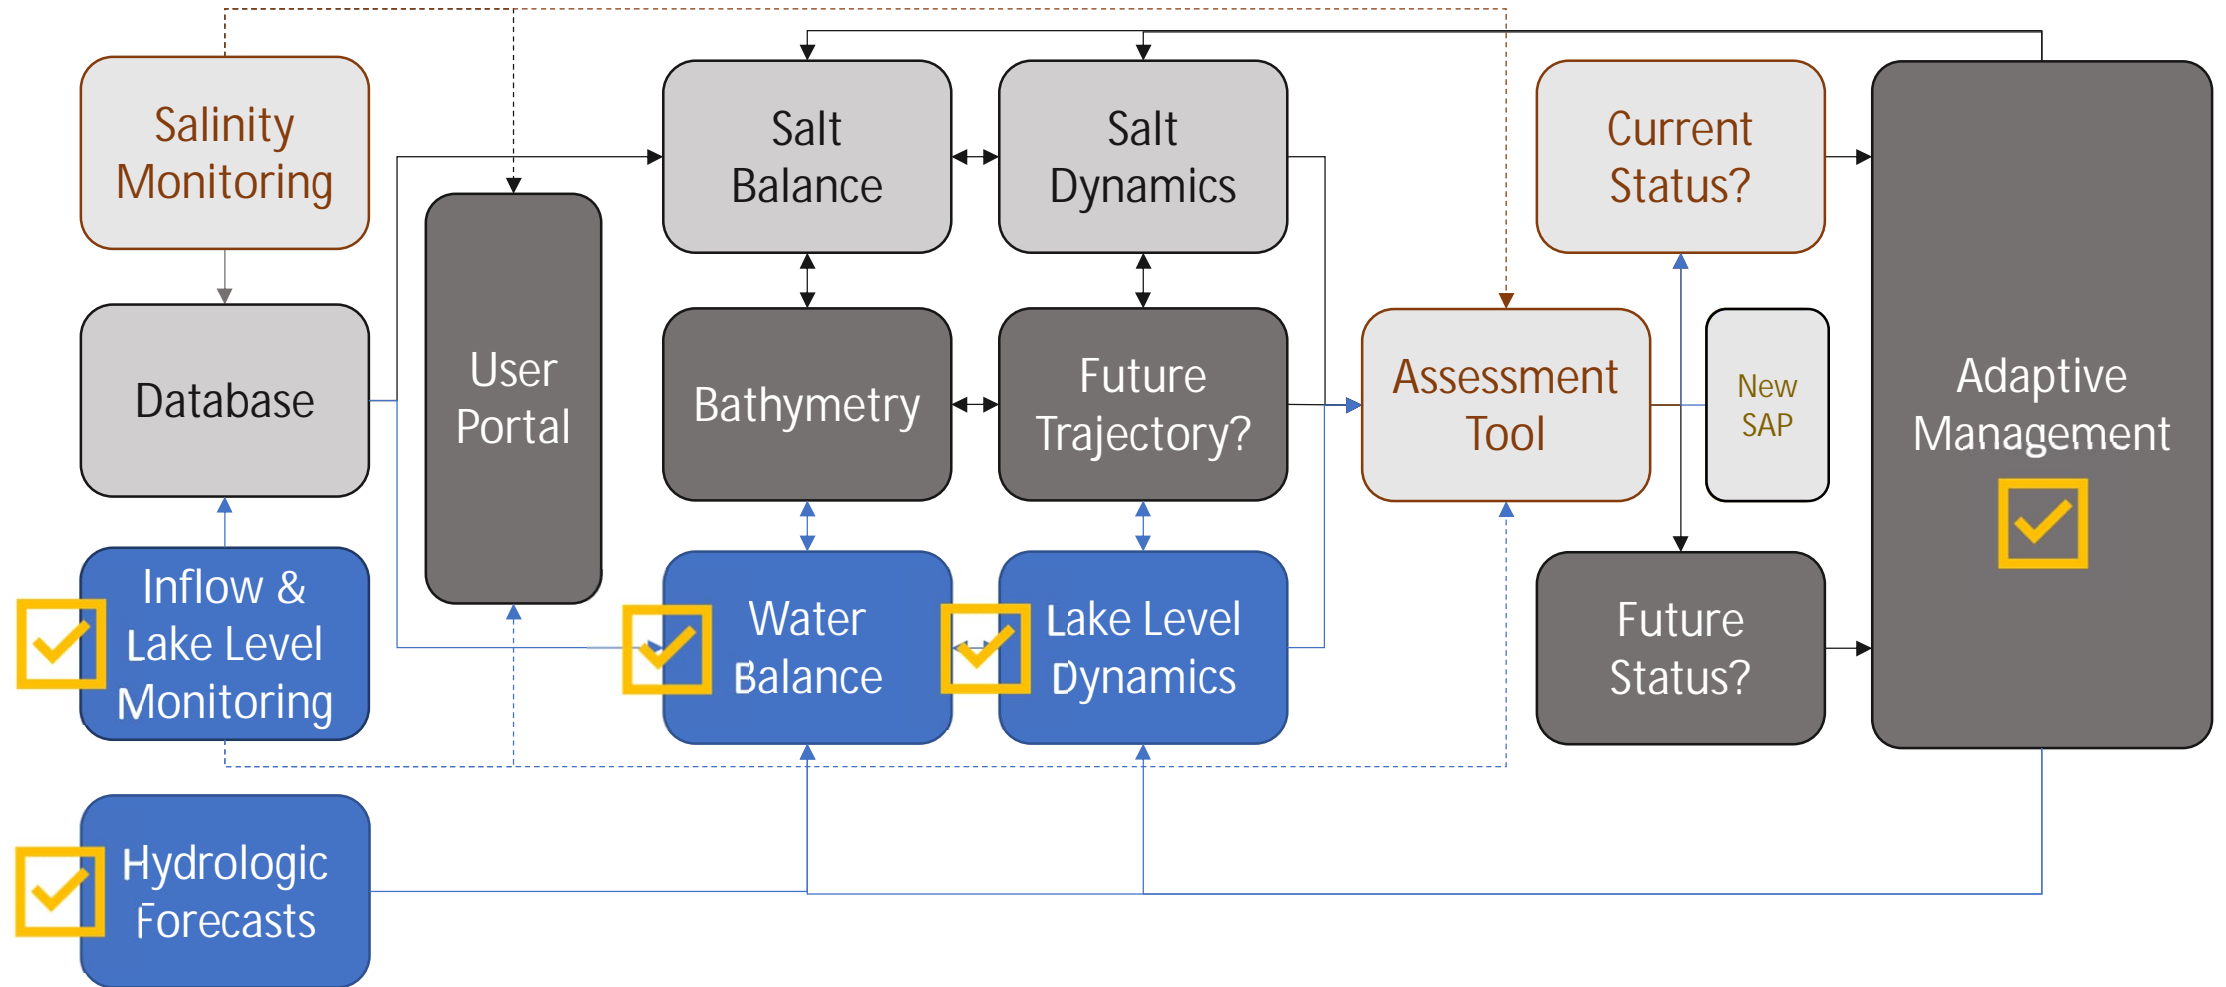 Salinity
Monitoring
Database
Inflow &
Lake Level
Monitoring
Hydrologic
Forecasts
User
Portal
Salt
Balance
Salt
Dynamics
Bathymetry
Future
Trajectory?
Water
Balance
Lake Level
Dynamics
Assessment
Tool
Current
Status?
New
SAP
Future
Status?
Adaptive
Management